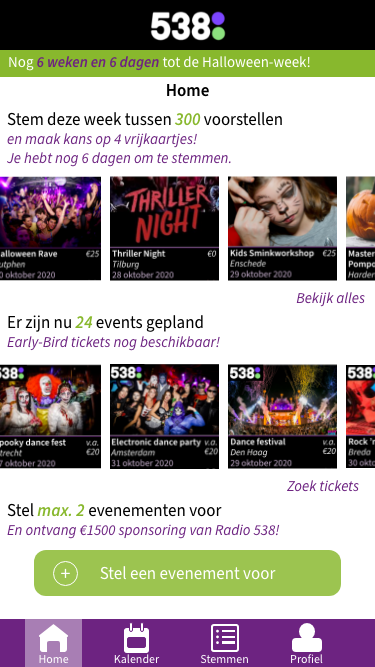 538
Nog 6 weken en 6 dagen tot de Halloween-week!
Home
Stem deze week tussen 300 voorstellen
en maak kans op 4 vrijkaartjes!
Je hebt nog 6 dagen om te stemmen.
THRILLER
NIGHT
alloween Rave €25
utphen
0 oktober 2020
Thriller Night €0
Tilburg
28 oktober 2020
Kids Sminkworkshop €25
Enschede
29 oktober 2020
Master
Pompo
Harder
Bekijk alles
Er zijn nu 24 events gepland
Early-Bird tickets nog beschikbaar!
538
538
538
538
pooky dance fest v.a.
trecht €20
7 oktober 2020
Electronic dance party v.a.
Amsterdam €20
31 oktober 2020
Dance festival v.a.
Den Haag €20
29 oktober 2020
Rock 'n
Breda
30 okt
Zoek tickets
Stel max. 2 evenementen voor
En ontvang €1500 sponsoring van Radio 538!
Stel een evenement voor
Home
Kalender
Stemmen
Profiel